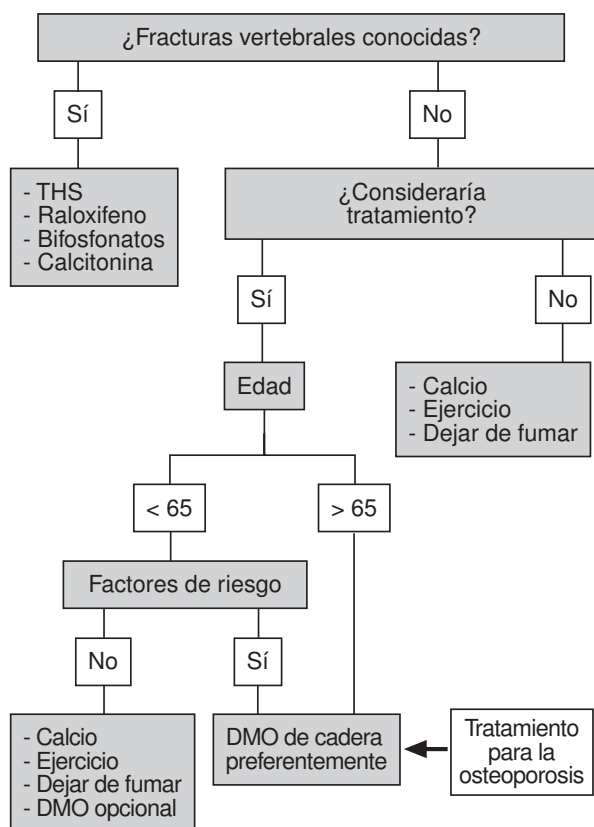 ¿Fracturas vertebrales conocidas?
Sí
No
- THS
- Raloxifeno
- Bifosfonatos
- Calcitonina
¿Consideraría
tratamiento?
Sí
No
Edad
- Calcio
- Ejercicio
- Dejar de fumar
< 65
> 65
Factores de riesgo
No
Sí
- Calcio
- Ejercicio
- Dejar de fumar
- DMO opcional
DMO de cadera
preferentemente
Tratamiento
para la
osteoporosis